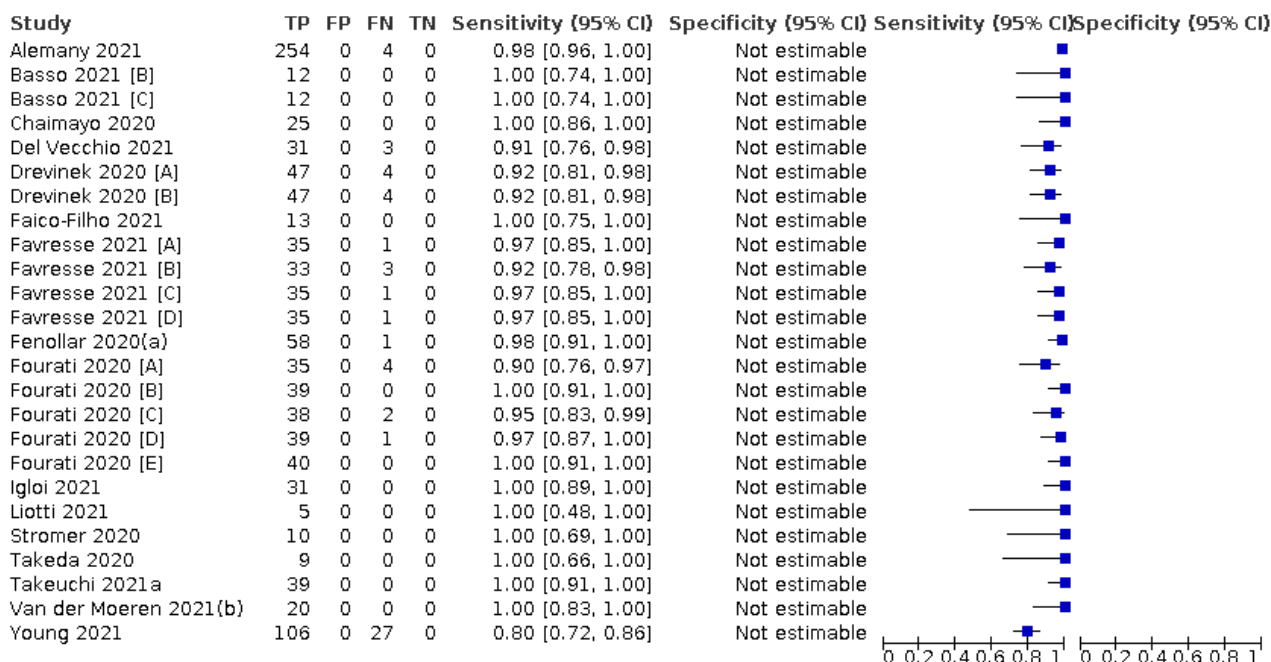 Study TP FP FN TN Sensitivity (95% CI) Specificity (95% CI) Sensitivity (95% CI) Specificity (95% CI)
Alemany 2021 254 0 4 0 0.98 [0.96, 1.00] Not estimable
Basso 2021 [B] 12 0 0 0 1.00 [0.74, 1.00] Not estimable
Basso 2021 [C] 12 0 0 0 1.00 [0.74, 1.00] Not estimable
Chaimayo 2020 25 0 0 0 1.00 [0.86, 1.00] Not estimable
Del Vecchio 2021 31 0 3 0 0.91 [0.76, 0.98] Not estimable
Drevinek 2020 [A] 47 0 4 0 0.92 [0.81, 0.98] Not estimable
Drevinek 2020 [B] 47 0 4 0 0.92 [0.81, 0.98] Not estimable
Faico-Filho 2021 13 0 0 0 1.00 [0.75, 1.00] Not estimable
Favresse 2021 [A] 35 0 1 0 0.97 [0.85, 1.00] Not estimable
Favresse 2021 [B] 33 0 3 0 0.92 [0.78, 0.98] Not estimable
Favresse 2021 [C] 35 0 1 0 0.97 [0.85, 1.00] Not estimable
Favresse 2021 [D] 35 0 1 0 0.97 [0.85, 1.00] Not estimable
Fenollar 2020(a) 58 0 1 0 0.98 [0.91, 1.00] Not estimable
Fourati 2020 [A] 35 0 4 0 0.90 [0.76, 0.97] Not estimable
Fourati 2020 [B] 39 0 0 0 1.00 [0.91, 1.00] Not estimable
Fourati 2020 [C] 38 0 2 0 0.95 [0.83, 0.99] Not estimable
Fourati 2020 [D] 39 0 1 0 0.97 [0.87, 1.00] Not estimable
Fourati 2020 [E] 40 0 0 0 1.00 [0.91, 1.00] Not estimable
Igloi 2021 31 0 0 0 1.00 [0.89, 1.00] Not estimable
Liotti 2021 5 0 0 0 1.00 [0.48, 1.00] Not estimable
Stromer 2020 10 0 0 0 1.00 [0.69, 1.00] Not estimable
Takeda 2020 9 0 0 0 1.00 [0.66, 1.00] Not estimable
Takeuchi 2021a 39 0 0 0 1.00 [0.91, 1.00] Not estimable
Van der Moeren 2021(b) 20 0 0 0 1.00 [0.83, 1.00] Not estimable
Young 2021 106 0 27 0 0.80 [0.72, 0.86] Not estimable
0 0.2 0.4 0.6 0.8 1 0 0.2 0.4 0.6 0.8 1